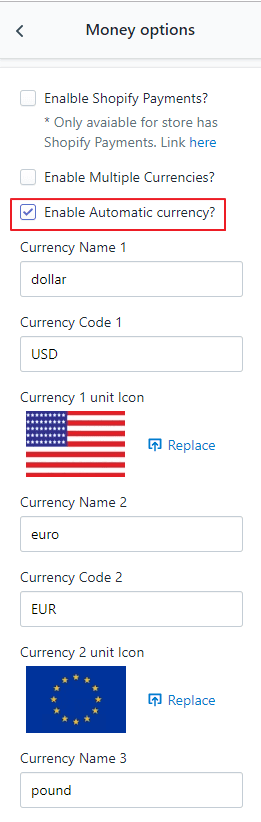 Money options
Enalble Shopify Payments?
* Only avaiable for store has
Shopify Payments. Link here
Enable Multiple Currencies?
Enable Automatic currency?
Currency Name 1
dollar
Currency Code 1
USD
Currency 1 unit Icon
Replace
Currency Name 2
euro
Currency Code 2
EUR
Currency 2 unit Icon
Replace
Currency Name 3
pound